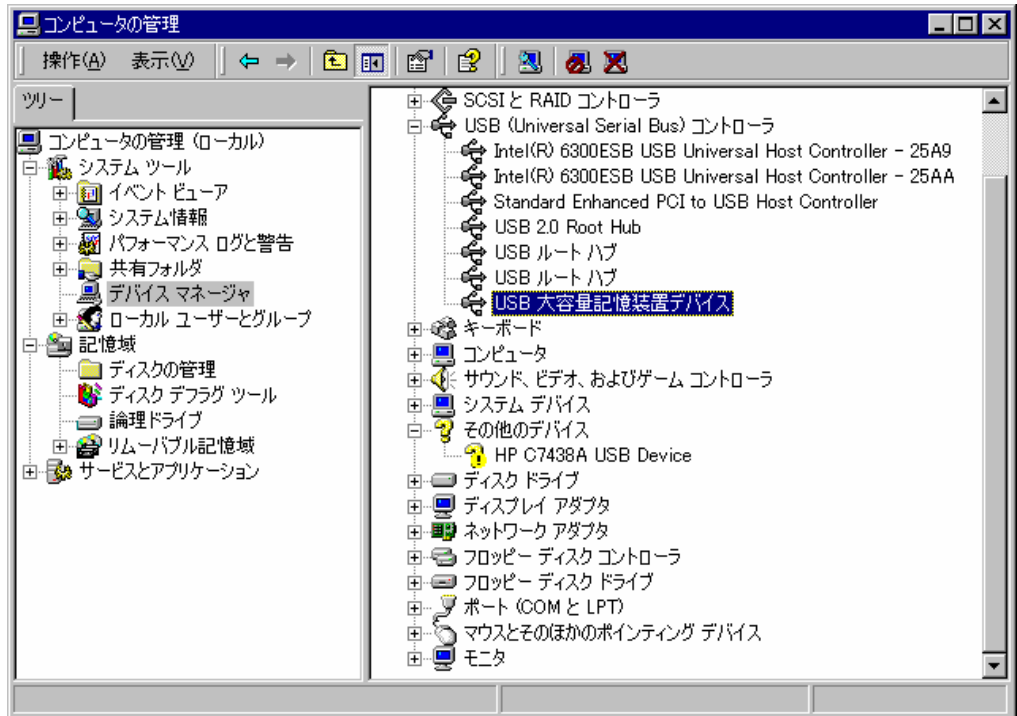 コンピュータの管理
操作(A) 表示(V)
ツリー
コンピュータの管理 (ローカル)
システム ツール
イベント ビューア
システム情報
パフォーマンス ログと警告
共有フォルダ
デバイス マネージャ
ローカル ユーザーとグループ
記憶域
ディスクの管理
ディスク デフラグ ツール
論理ドライブ
リムーバブル記憶域
サービスとアプリケーション
SCSI と RAID コントローラ
USB (Universal Serial Bus) コントローラ
Intel(R) 6300ESB USB Universal Host Controller - 25A9
Intel(R) 6300ESB USB Universal Host Controller - 25AA
Standard Enhanced PCI to USB Host Controller
USB 2.0 Root Hub
USB ルート ハブ
USB ルート ハブ
USB 大容量記憶装置デバイス
キーボード
コンピュータ
サウンド、ビデオ、およびゲーム コントローラ
システム デバイス
その他のデバイス
HP C7438A USB Device
ディスク ドライブ
ディスプレイ アダプタ
ネットワーク アダプタ
フロッピー ディスク コントローラ
フロッピー ディスク ドライブ
ポート (COM と LPT)
マウスとそのほかのポインティング デバイス
モニタ